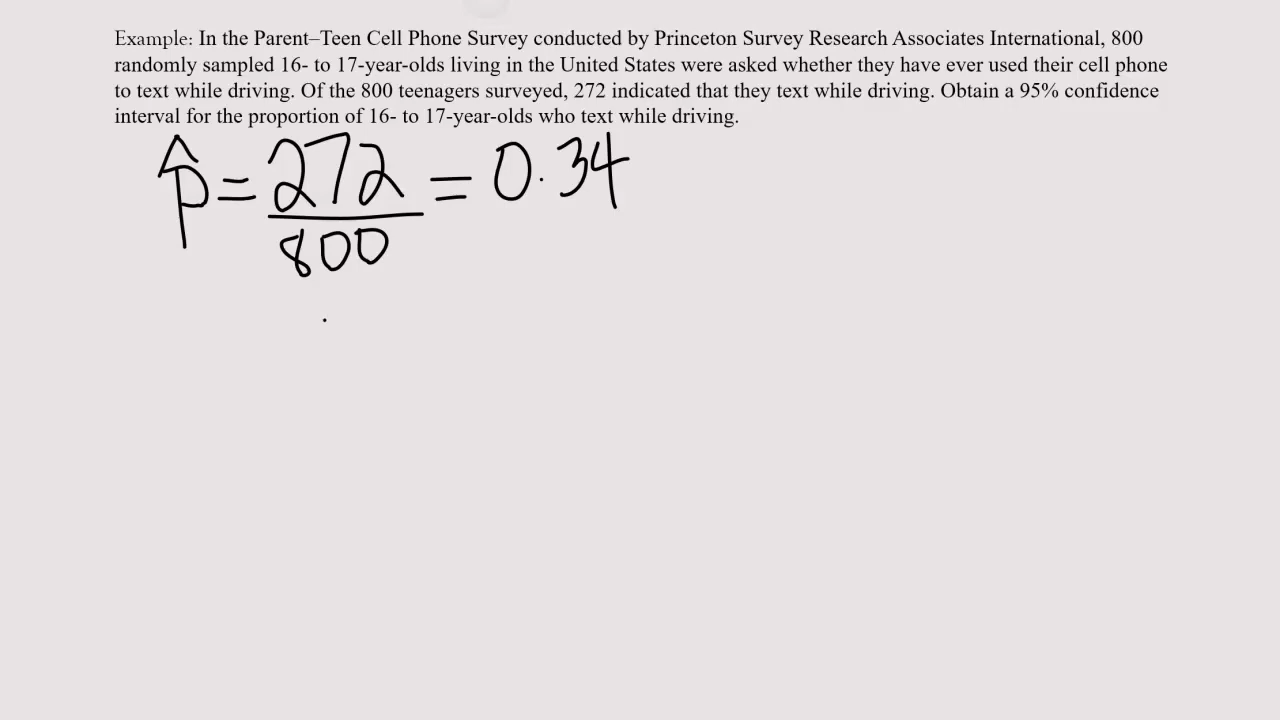 Example: In the Parent–Teen Cell Phone Survey conducted by Princeton Survey Research Associates International, 800
randomly sampled 16- to 17-year-olds living in the United States were asked whether they have ever used their cell phone
to text while driving. Of the 800 teenagers surveyed, 272 indicated that they text while driving. Obtain a 95% confidence
interval for the proportion of 16- to 17-year-olds who text while driving.
p̂ = 272 = 0.34
800